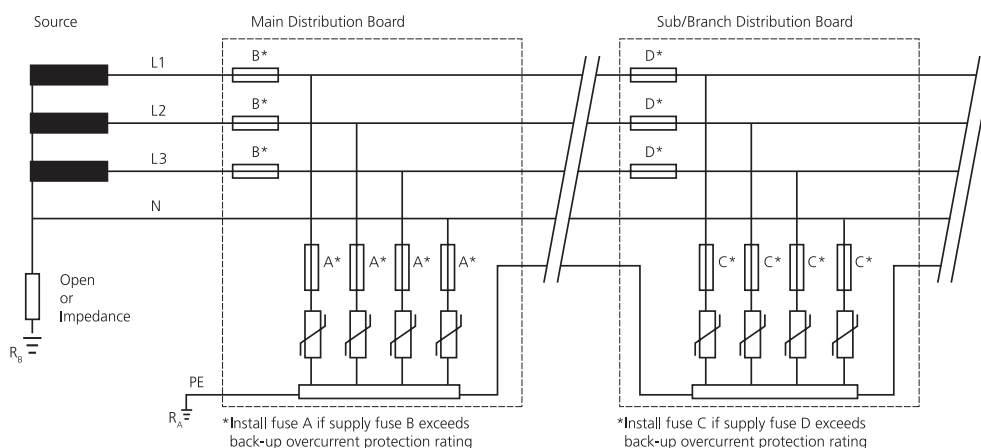 Source
Main Distribution Board
Sub/Branch Distribution Board
L1
B*
D*
L2
B*
D*
L3
B*
D*
N
A*
A*
A*
A*
C*
C*
C*
C*
Open
or
Impedance
RB
PE
RA
*Install fuse A if supply fuse B exceeds
back-up overcurrent protection rating
*Install fuse C if supply fuse D exceeds
back-up overcurrent protection rating